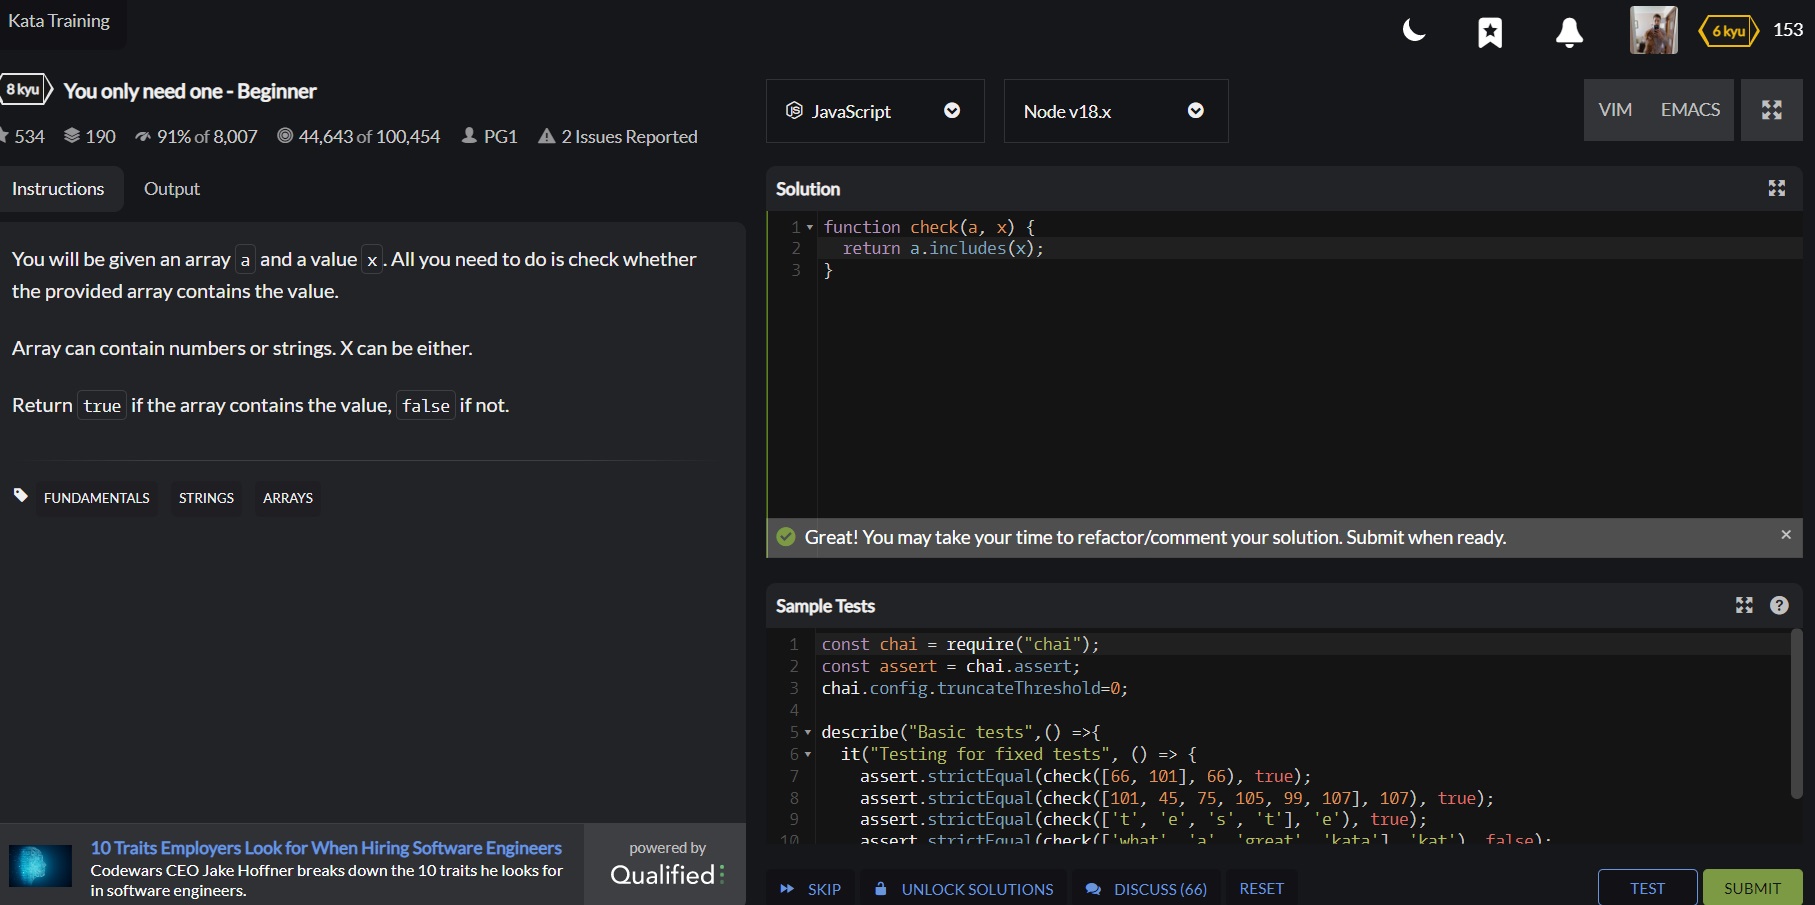 Kata Training
6 kyu
153
8 kyu
You only need one - Beginner
534
190
91% of 8,007
44,643 of 100,454
PG1
2 Issues Reported
JavaScript
Node v18.x
VIM
EMACS
Instructions
Output
You will be given an array a and a value x. All you need to do is check whether
the provided array contains the value.
Array can contain numbers or strings. X can be either.
Return true if the array contains the value, false if not.
FUNDAMENTALS
STRINGS
ARRAYS
10 Traits Employers Look for When Hiring Software Engineers
Codewars CEO Jake Hoffner breaks down the 10 traits he looks for
in software engineers.
powered by
Qualified
Solution
1 function check(a, x) {
2 return a.includes(x);
3 }
Great! You may take your time to refactor/comment your solution. Submit when ready.
Sample Tests
1 const chai = require("chai");
2 const assert = chai.assert;
3 chai.config.truncateThreshold=0;
4
5 describe("Basic tests",() =>{
6 it("Testing for fixed tests", () => {
7 assert.strictEqual(check([66, 101], 66), true);
8 assert.strictEqual(check([101, 45, 75, 105, 99, 107], 107), true);
9 assert.strictEqual(check(['t', 'e', 's', 't'], 'e'), true);
10 assert.strictEqual(check(['what', 'a', 'great', 'kata'], 'kat'), false);
SKIP
UNLOCK SOLUTIONS
DISCUSS (66)
RESET
TEST
SUBMIT